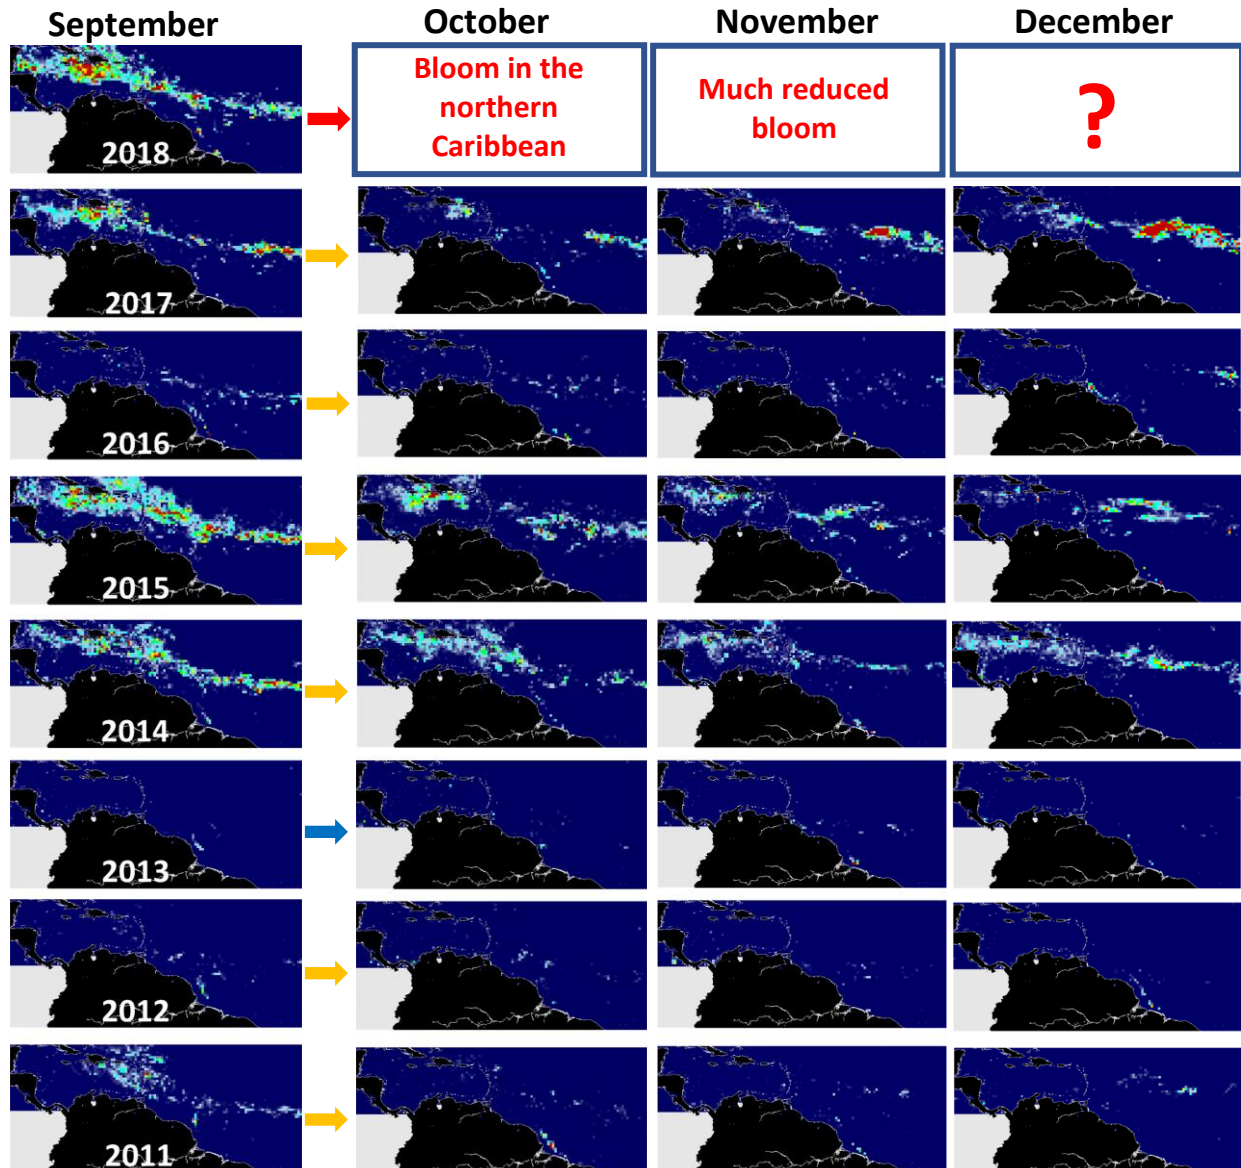 September
October
November
December
2018
Bloom in the
northern
Caribbean
Much reduced
bloom
?
2017
2016
2015
2014
2013
2012
2011